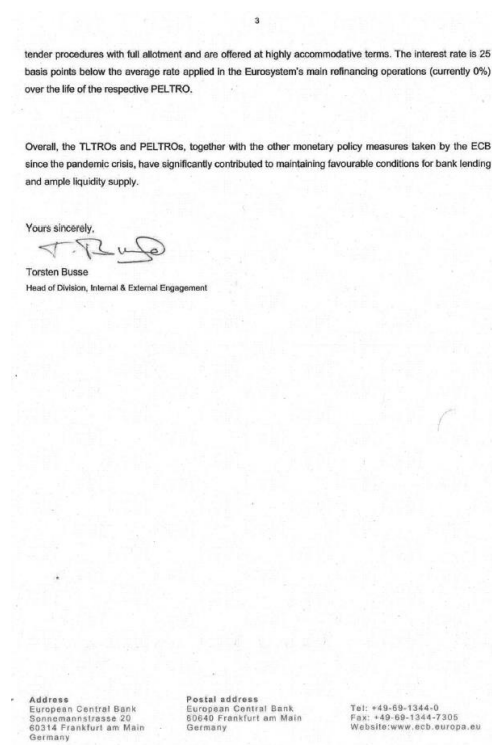 3
tender procedures with full allotment and are offered at highly accommodative terms. The interest rate is 25
basis points below the average rate applied in the Eurosystem's main refinancing operations (currently 0%)
over the life of the respective PELTRO.
Overall, the TLTROs and PELTROs, together with the other monetary policy measures taken by the ECB
since the pandemic crisis, have significantly contributed to maintaining favourable conditions for bank lending
and ample liquidity supply.
Yours sincerely,
T. Busse
Torsten Busse
Head of Division, Internal & External Engagement
Address
European Central Bank
Sonnemannstrasse 20
60314 Frankfurt am Main
Germany
Postal address
European Central Bank
60640 Frankfurt am Main
Germany
Tel: +49-69-1344-0
Fax: +49-69-1344-7305
Website:www.ecb.europa.eu